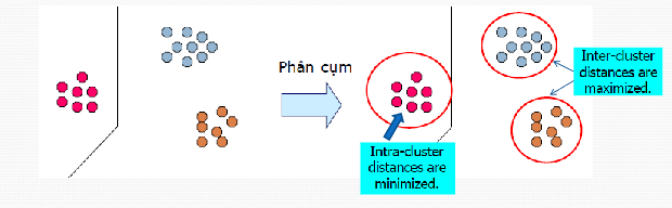 Phân cụm
Inter-cluster
distances are
maximized.
Intra-cluster
distances are
minimized.